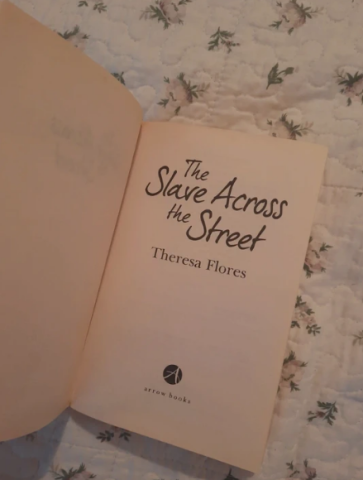 The
Slave Across
the Street
Theresa Flores
A
arrow books